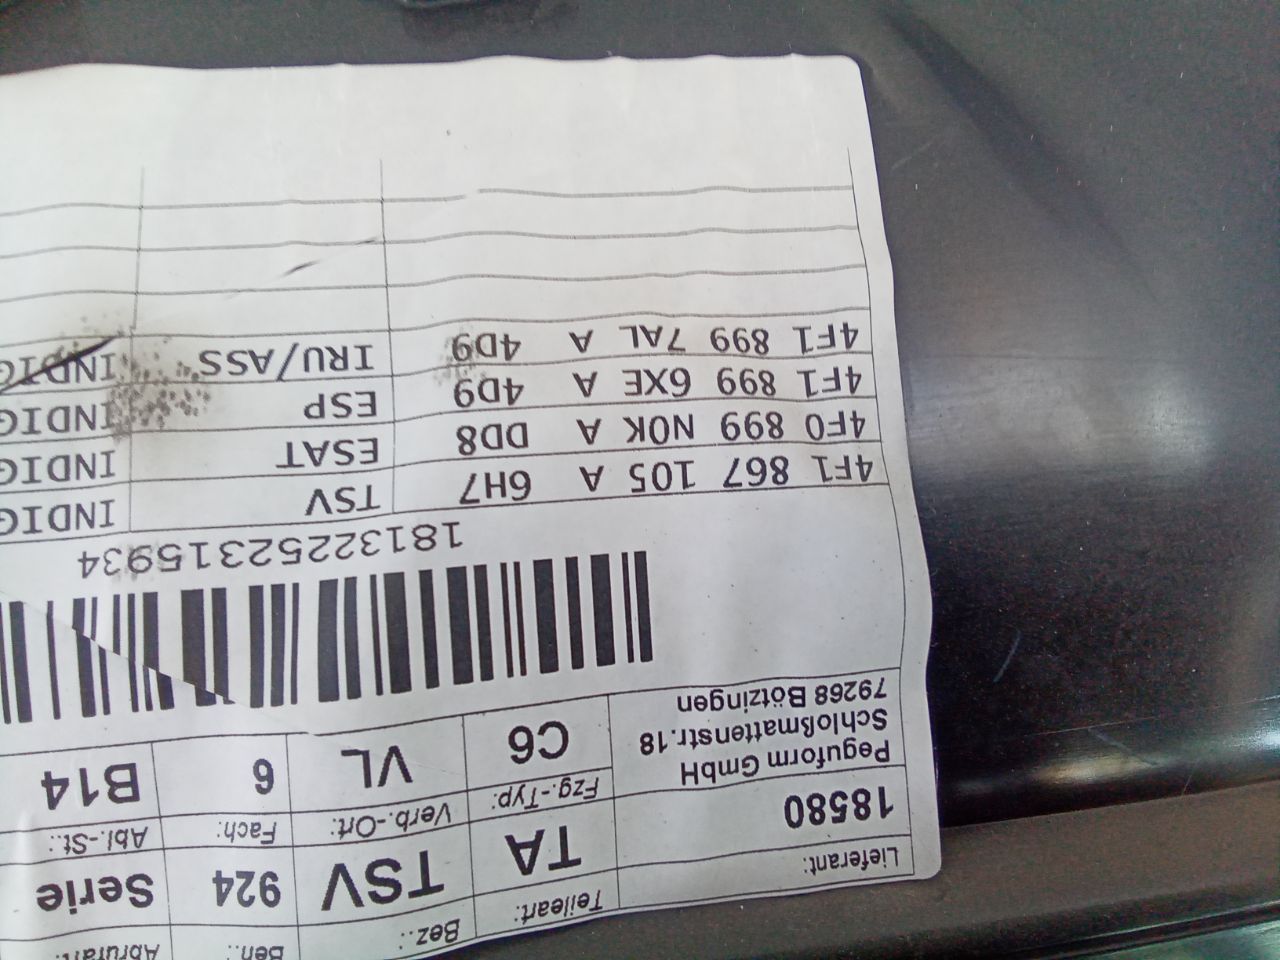 Lieferant: Teileart: Bez.: Ben.: Abrufart
18580 TA TSV 924 Serie
Peguform GmbH Fzg.-Typ: Verb.-Ort: Fach: Abl.-St.:
Schloßmattenstr.18 C6 VL 6 B14
79268 Bötzingen
18132252315934
4F1 867 105 A 6H7 TSV INDIG
4F0 899 N0K A DD8 ESAT INDIG
4F1 899 6XE A 4D9 ESP INDIG
4F1 899 7AL A 4D9 IRU/ASS INDIG